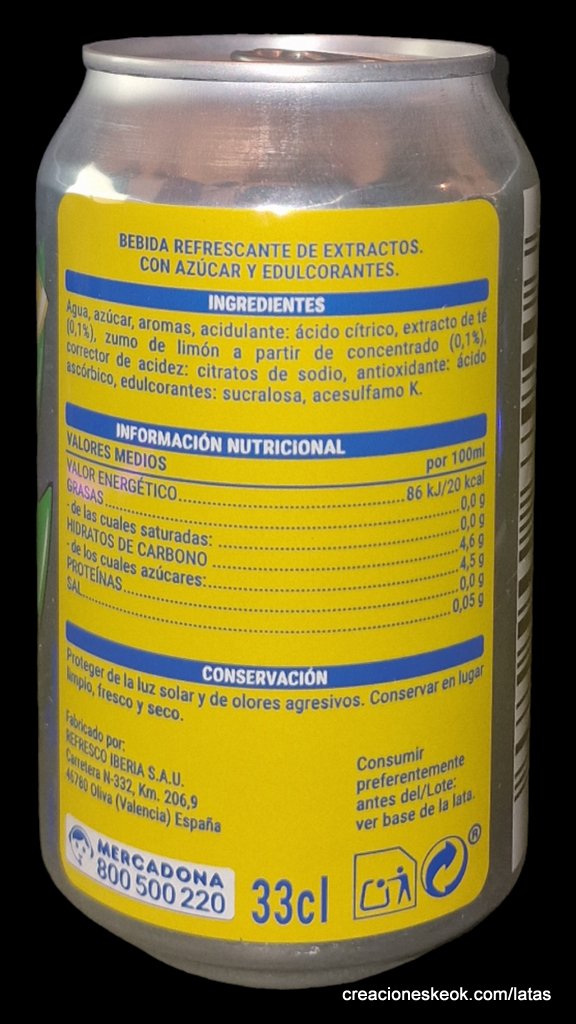 BEBIDA REFRESCANTE DE EXTRACTOS.
CON AZÚCAR Y EDULCORANTES.
INGREDIENTES
Agua, azúcar, aromas, acidulante: ácido cítrico, extracto de té
(0,1%), zumo de limón a partir de concentrado (0,1%),
corrector de acidez: citratos de sodio, antioxidante: ácido
ascórbico, edulcorantes: sucralosa, acesulfamo K.
INFORMACIÓN NUTRICIONAL
VALORES MEDIOS por 100ml
VALOR ENERGÉTICO........86 kJ/20 kcal
GRASAS........0,0 g
- de las cuales saturadas:........0,0 g
HIDRATOS DE CARBONO........4,6 g
- de los cuales azúcares:........4,5 g
PROTEÍNAS........0,0 g
SAL........0,05 g
CONSERVACIÓN
Proteger de la luz solar y de olores agresivos. Conservar en lugar
limpio, fresco y seco.
Fabricado por:
REFRESCO IBERIA S.A.U.
Carretera N-332, Km. 206,9
46780 Oliva (Valencia) España
Consumir
preferentemente
antes del/Lote:
ver base de la lata.
MERCADONA
800 500 220
33cl
®
creacioneskeok.com/latas